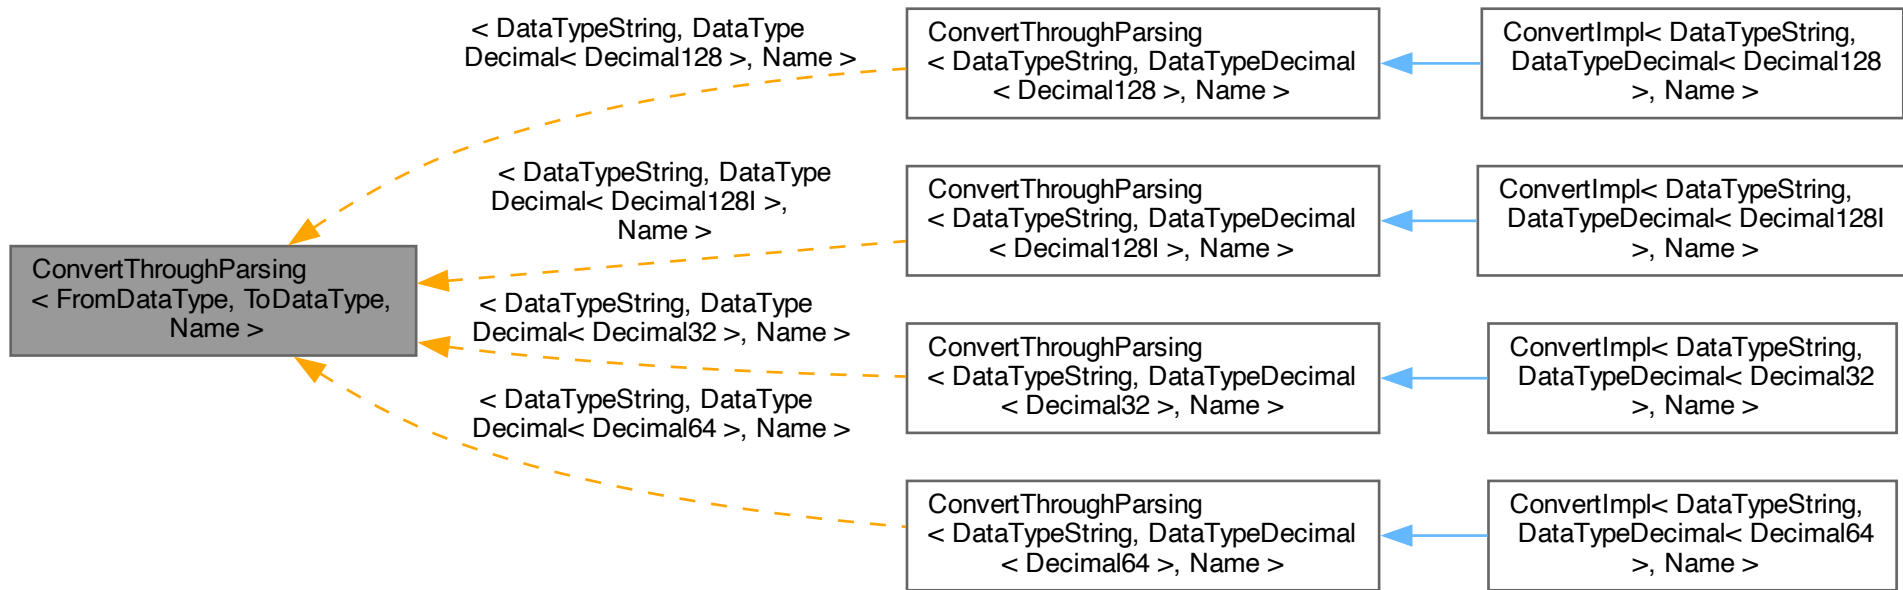 < DataTypeString, DataType
Decimal< Decimal128 >, Name >
ConvertThroughParsing
< DataTypeString, DataTypeDecimal
< Decimal128 >, Name >
ConvertImpl< DataTypeString,
DataTypeDecimal< Decimal128
>, Name >
< DataTypeString, DataType
Decimal< Decimal128I >,
Name >
ConvertThroughParsing
< DataTypeString, DataTypeDecimal
< Decimal128I >, Name >
ConvertImpl< DataTypeString,
DataTypeDecimal< Decimal128I
>, Name >
ConvertThroughParsing
< FromDataType, ToDataType,
Name >
< DataTypeString, DataType
Decimal< Decimal32 >, Name >
ConvertThroughParsing
< DataTypeString, DataTypeDecimal
< Decimal32 >, Name >
ConvertImpl< DataTypeString,
DataTypeDecimal< Decimal32
>, Name >
< DataTypeString, DataType
Decimal< Decimal64 >, Name >
ConvertThroughParsing
< DataTypeString, DataTypeDecimal
< Decimal64 >, Name >
ConvertImpl< DataTypeString,
DataTypeDecimal< Decimal64
>, Name >